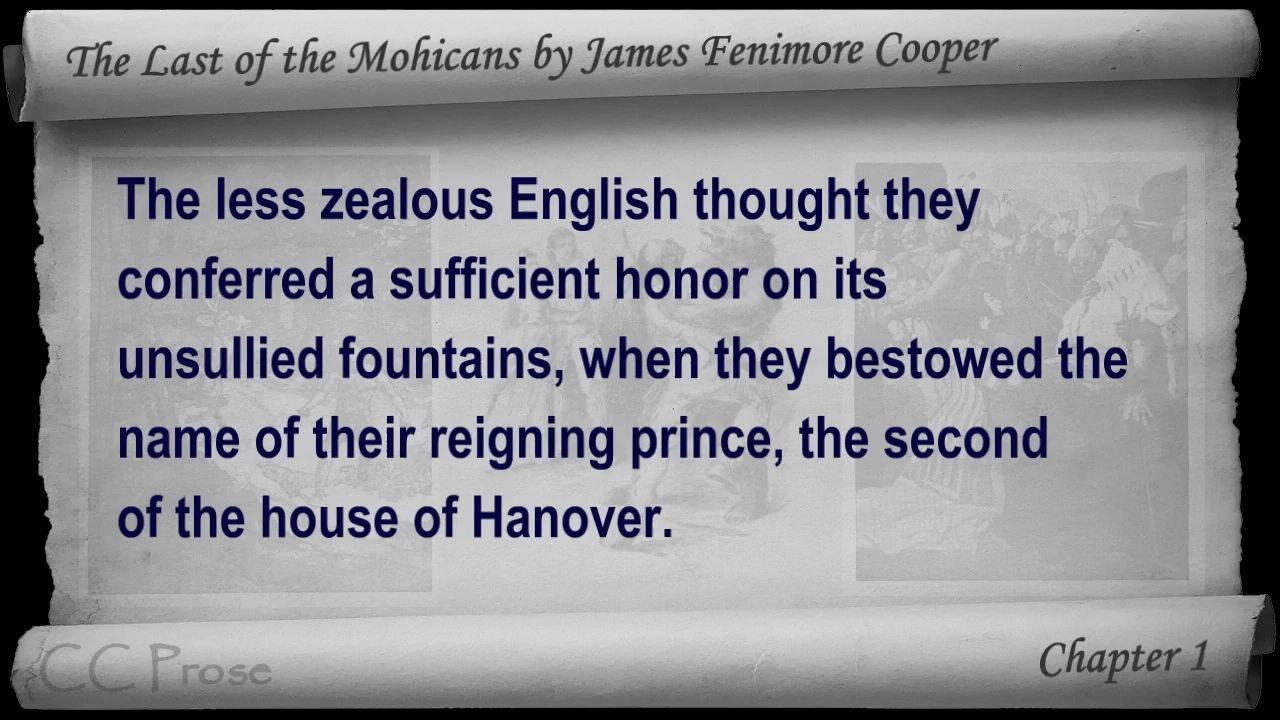 The Last of the Mohicans by James Fenimore Cooper
The less zealous English thought they
conferred a sufficient honor on its
unsullied fountains, when they bestowed the
name of their reigning prince, the second
of the house of Hanover.
CC Prose
Chapter 1